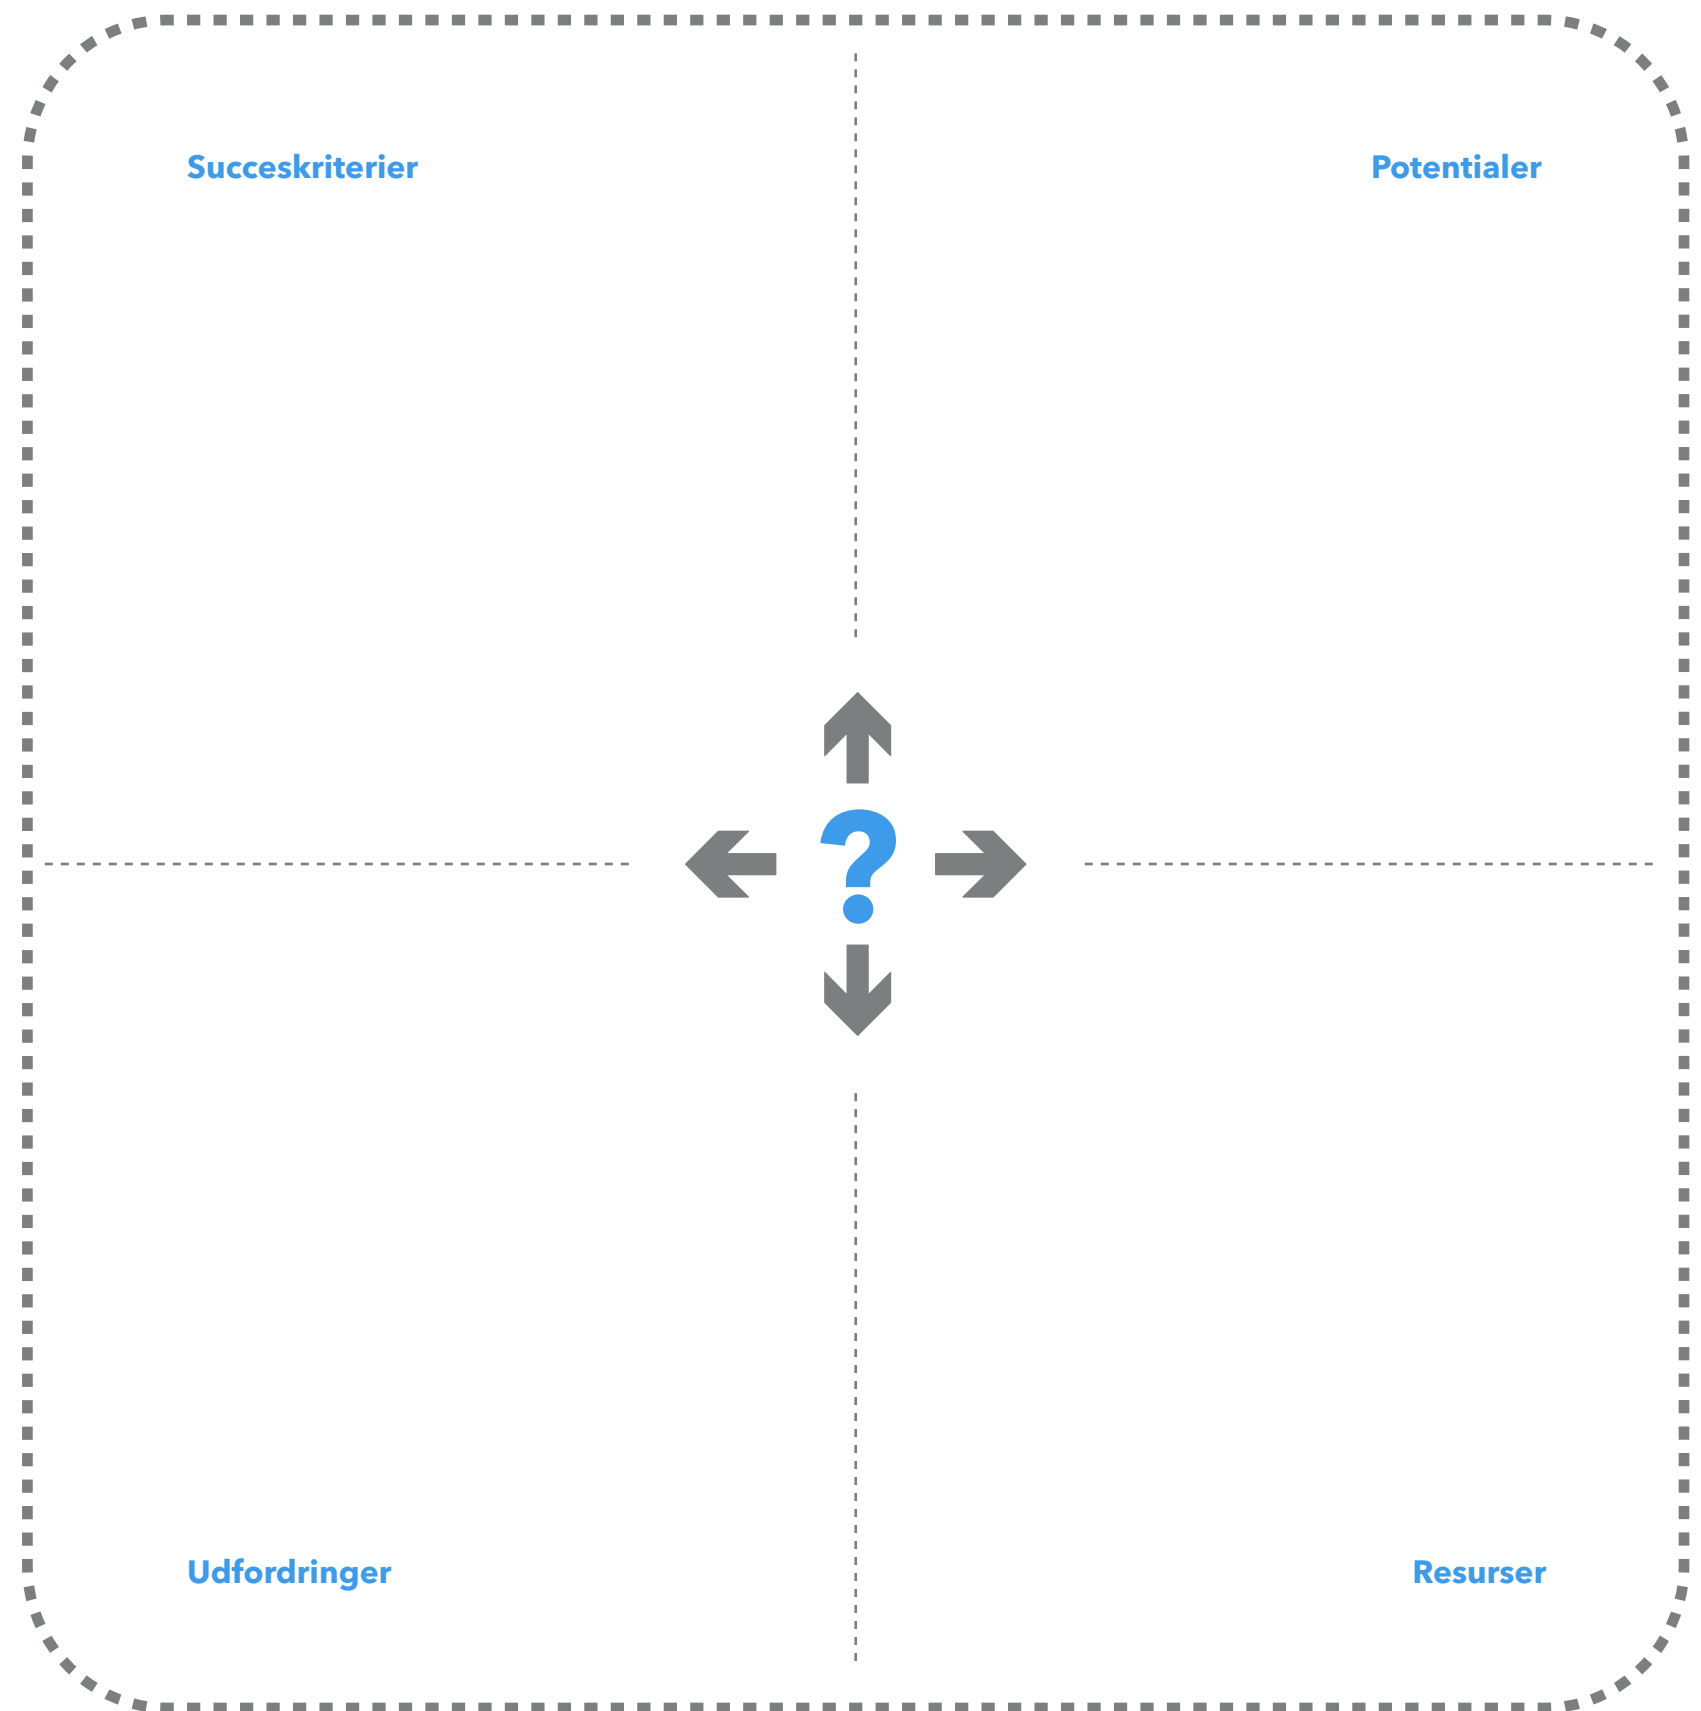 Succeskriterier
Potentialer
?
Udfordringer
Resurser